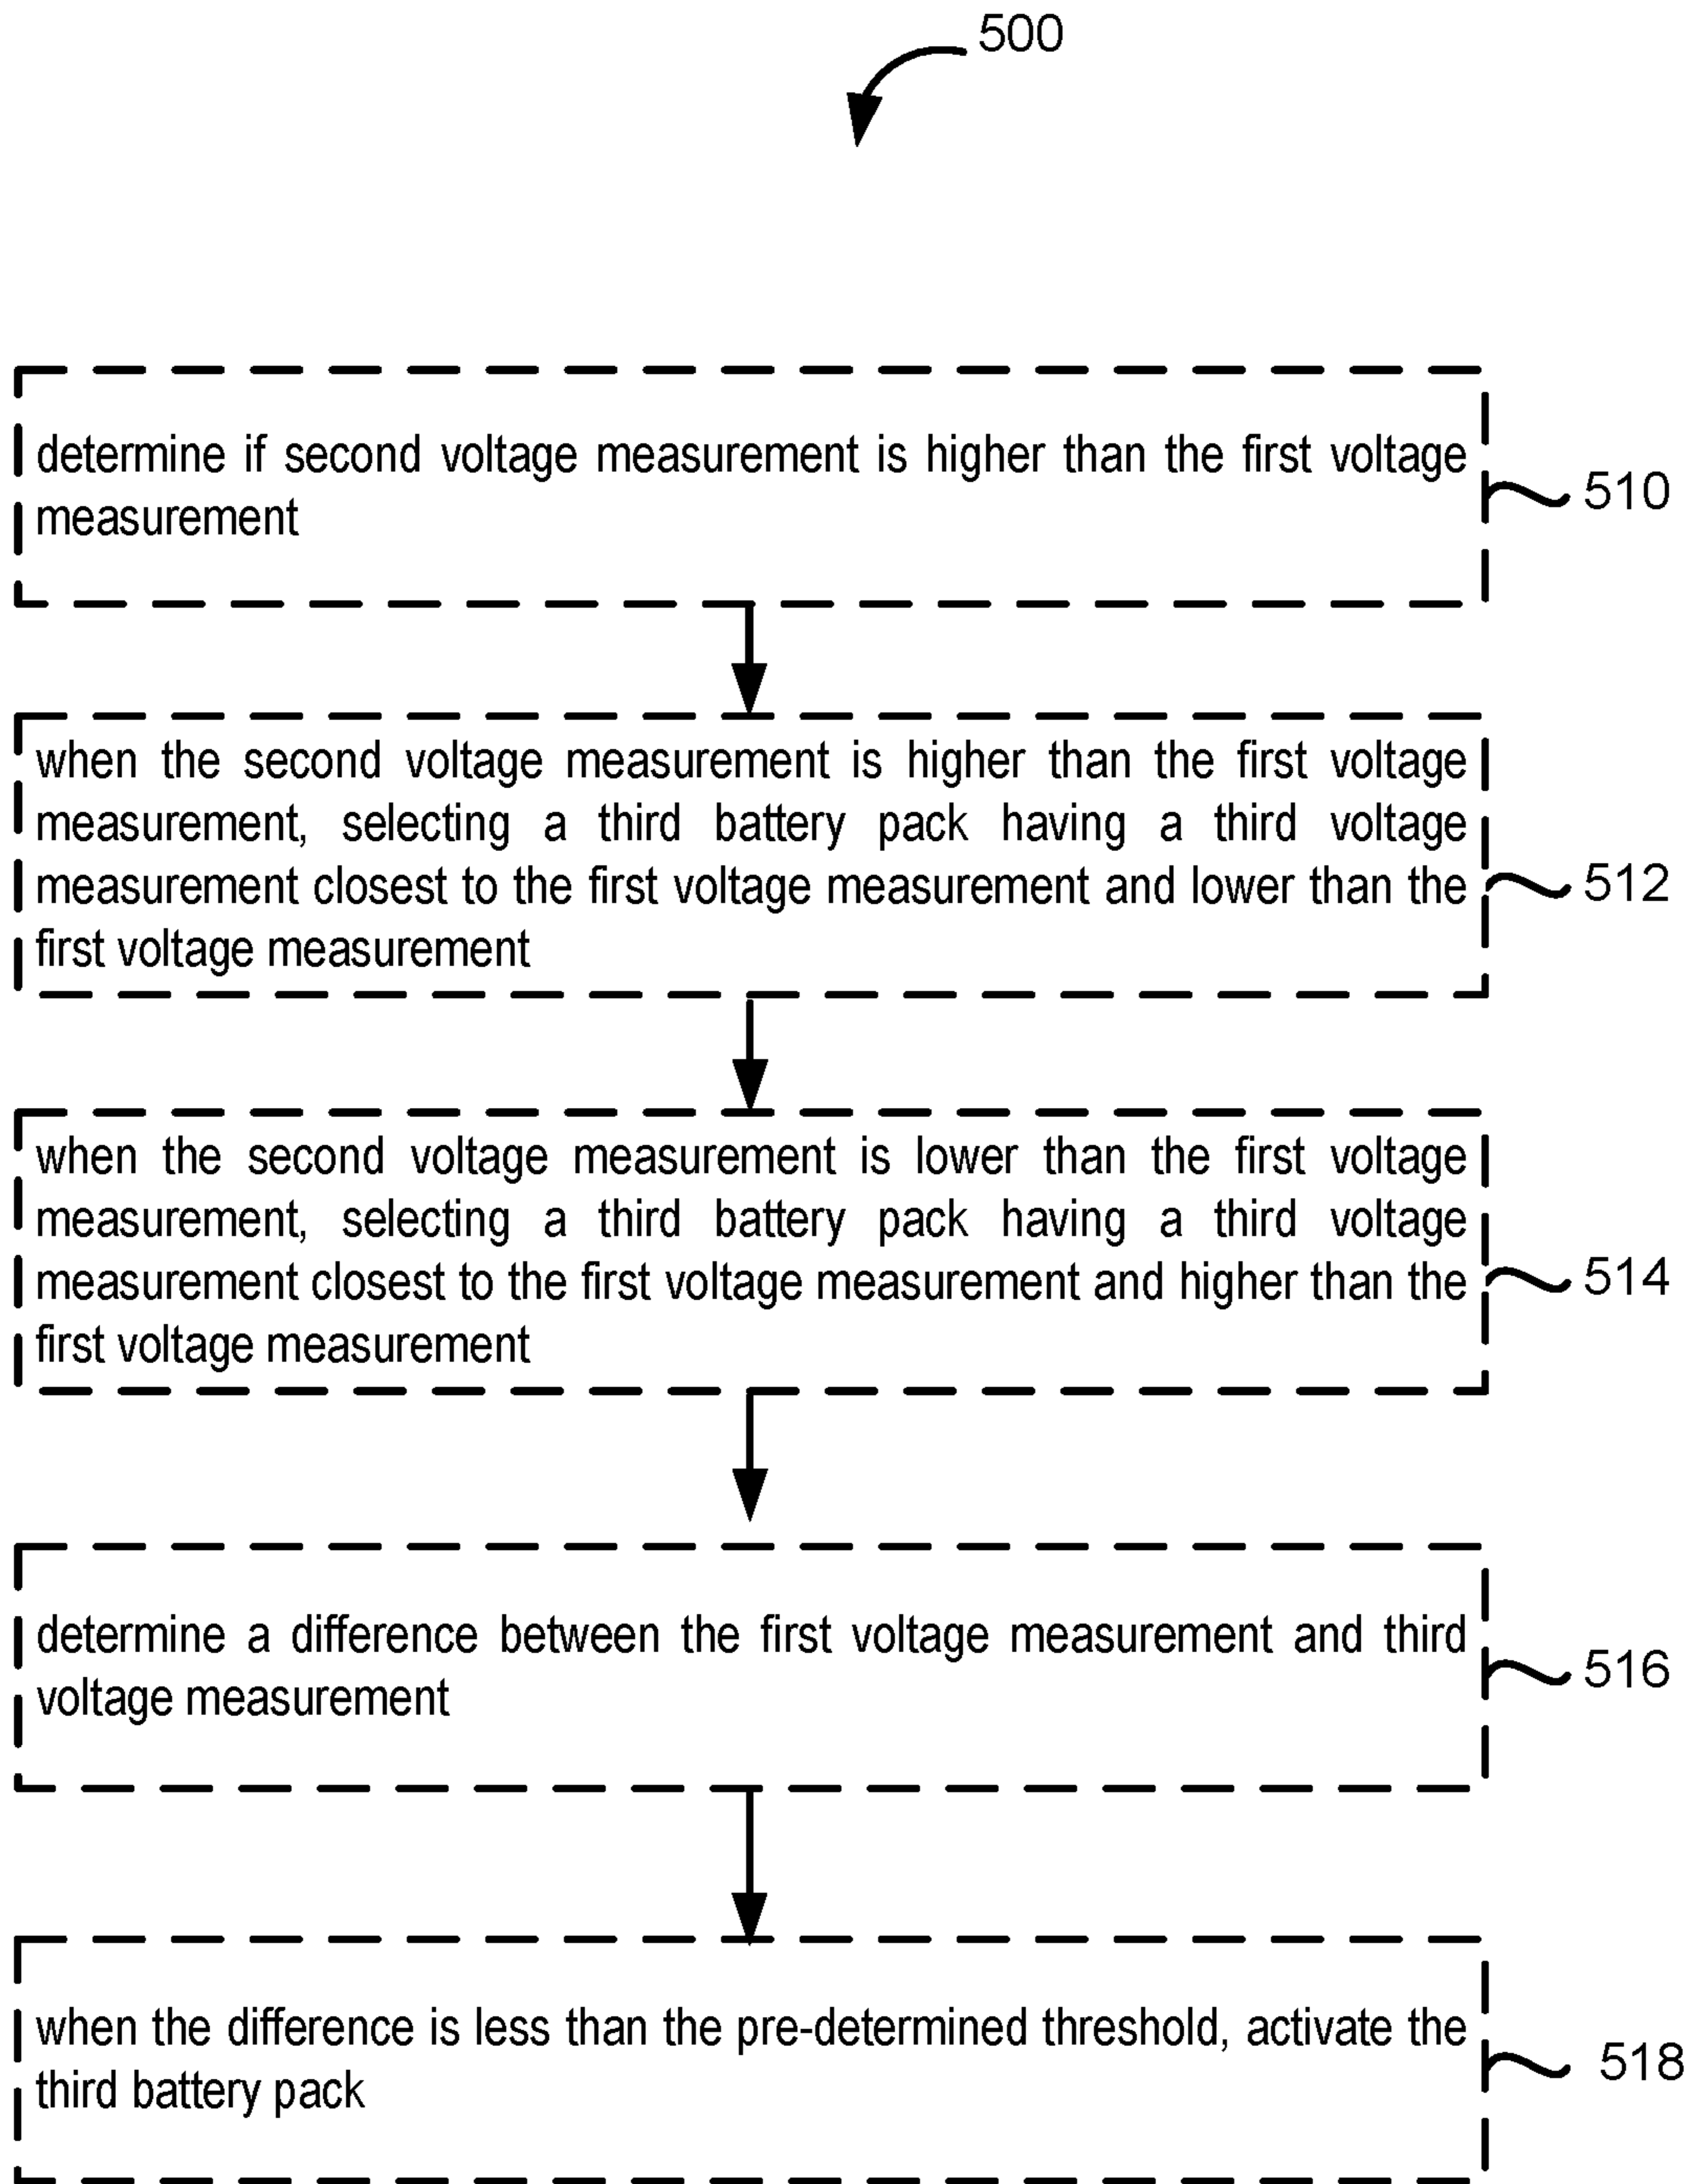 500
determine if second voltage measurement is higher than the first voltage
measurement
510
when the second voltage measurement is higher than the first voltage
measurement, selecting a third battery pack having a third voltage
measurement closest to the first voltage measurement and lower than the
first voltage measurement
512
when the second voltage measurement is lower than the first voltage
measurement, selecting a third battery pack having a third voltage
measurement closest to the first voltage measurement and higher than the
first voltage measurement
514
determine a difference between the first voltage measurement and third
voltage measurement
516
when the difference is less than the pre-determined threshold, activate the
third battery pack
518